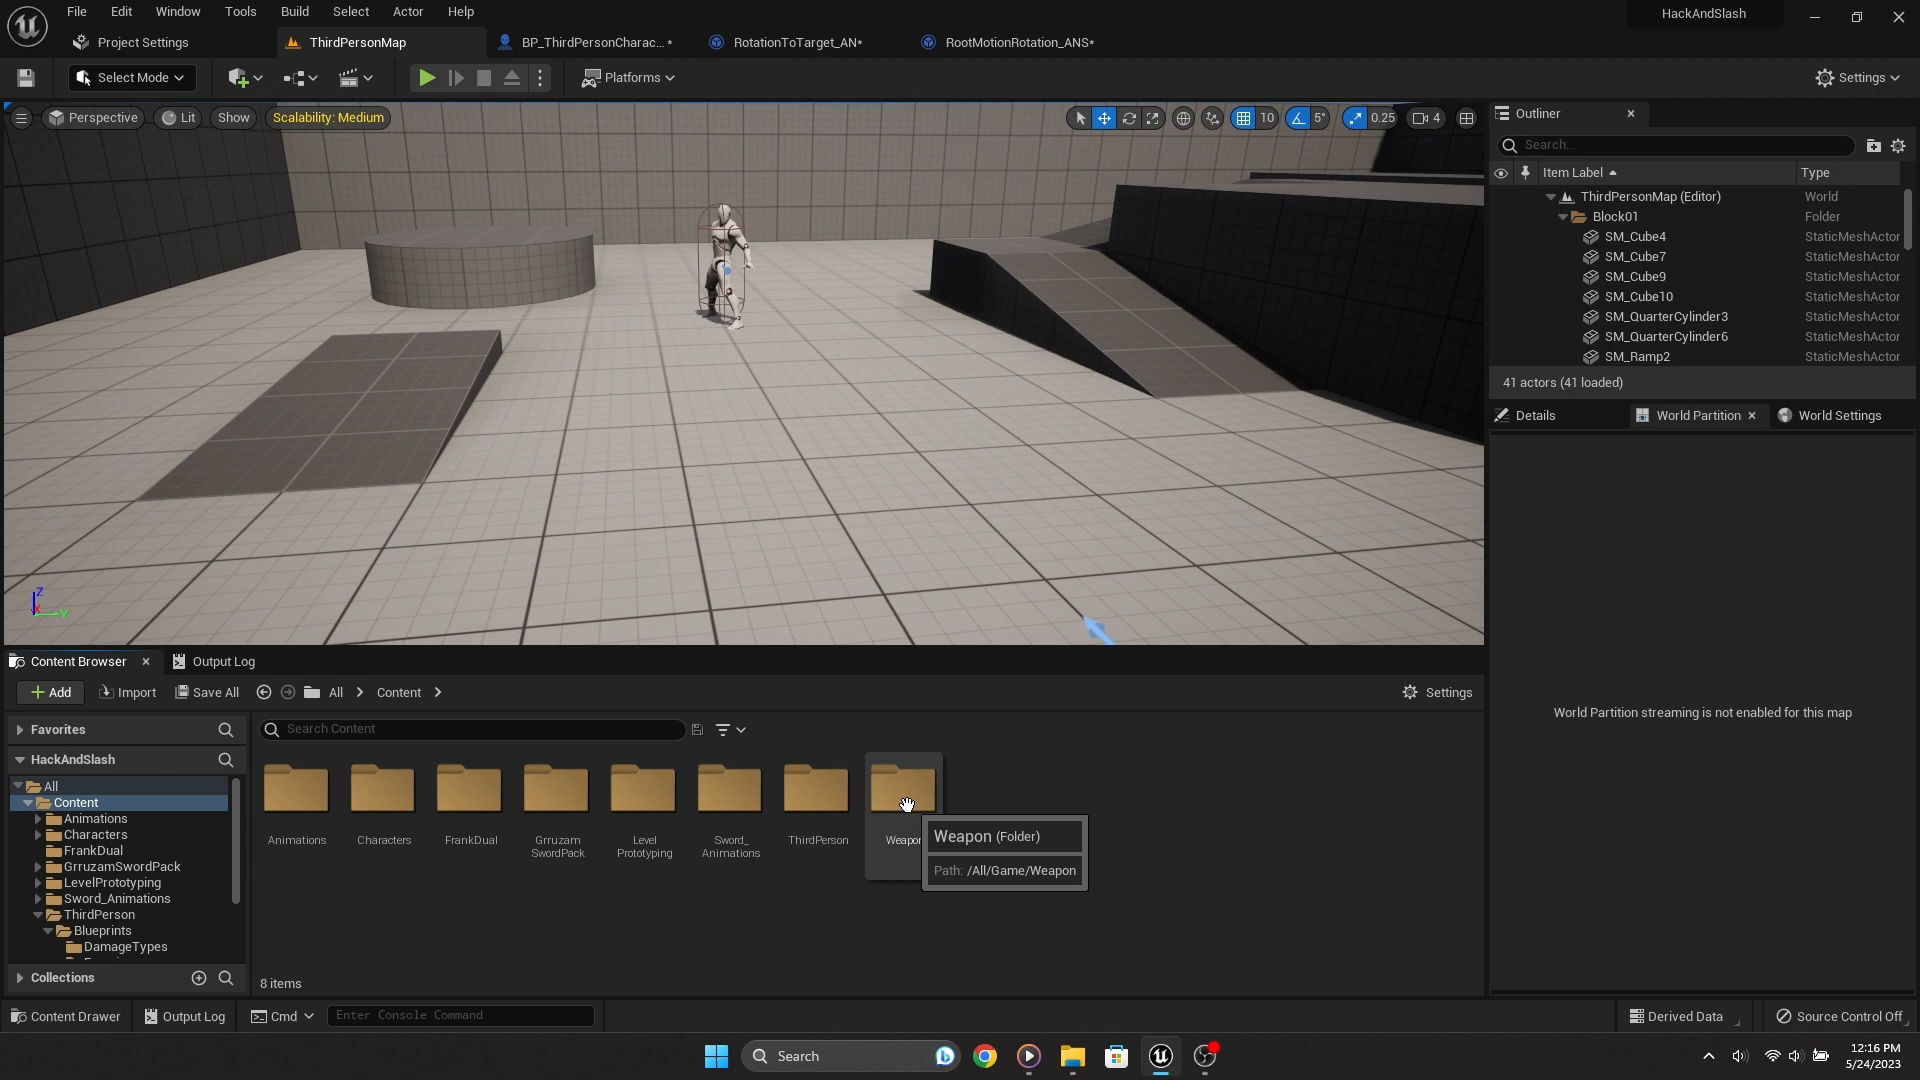 File Edit Window Tools Build Select Actor Help
HackAndSlash
Project Settings
ThirdPersonMap
BP_ThirdPersonCharac...*
RotationToTarget_AN*
RootMotionRotation_ANS*
Select Mode
Platforms
Settings
Perspective
Lit
Show
Scalability: Medium
10
5°
0.25
4
Outliner
Search...
Item Label
Type
ThirdPersonMap (Editor) World
Block01 Folder
SM_Cube4 StaticMeshActor
SM_Cube7 StaticMeshActor
SM_Cube9 StaticMeshActor
SM_Cube10 StaticMeshActor
SM_QuarterCylinder3 StaticMeshActor
SM_QuarterCylinder6 StaticMeshActor
SM_Ramp2 StaticMeshActor
41 actors (41 loaded)
Details
World Partition
World Settings
World Partition streaming is not enabled for this map
Z
X
Y
Content Browser
Output Log
Add
Import
Save All
All
Content
Settings
Favorites
Search Content
HackAndSlash
All
Content
Animations
Characters
FrankDual
GrruzamSwordPack
LevelPrototyping
Sword_Animations
ThirdPerson
Blueprints
DamageTypes
Collections
Animations
Characters
FrankDual
Grruzam
SwordPack
Level
Prototyping
Sword_
Animations
ThirdPerson
Weapon
Weapon (Folder)
Path: /All/Game/Weapon
8 items
Content Drawer
Output Log
Cmd
Enter Console Command
Derived Data
Source Control Off
Search
12:16 PM
5/24/2023